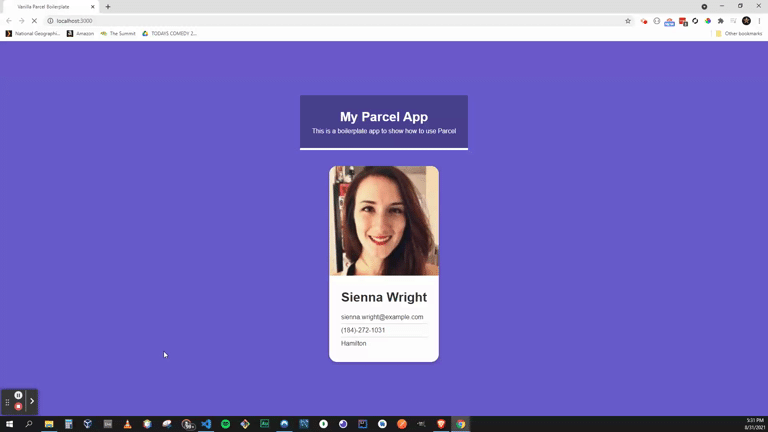 Vanilla Parcel Boilerplate
localhost:3000
National Geographi...
Amazon
The Summit
TODAYS COMEDY 2...
Other bookmarks
My Parcel App
This is a boilerplate app to show how to use Parcel
Sienna Wright
sienna.wright@example.com
(184)-272-1031
Hamilton
5:31 PM
8/31/2021